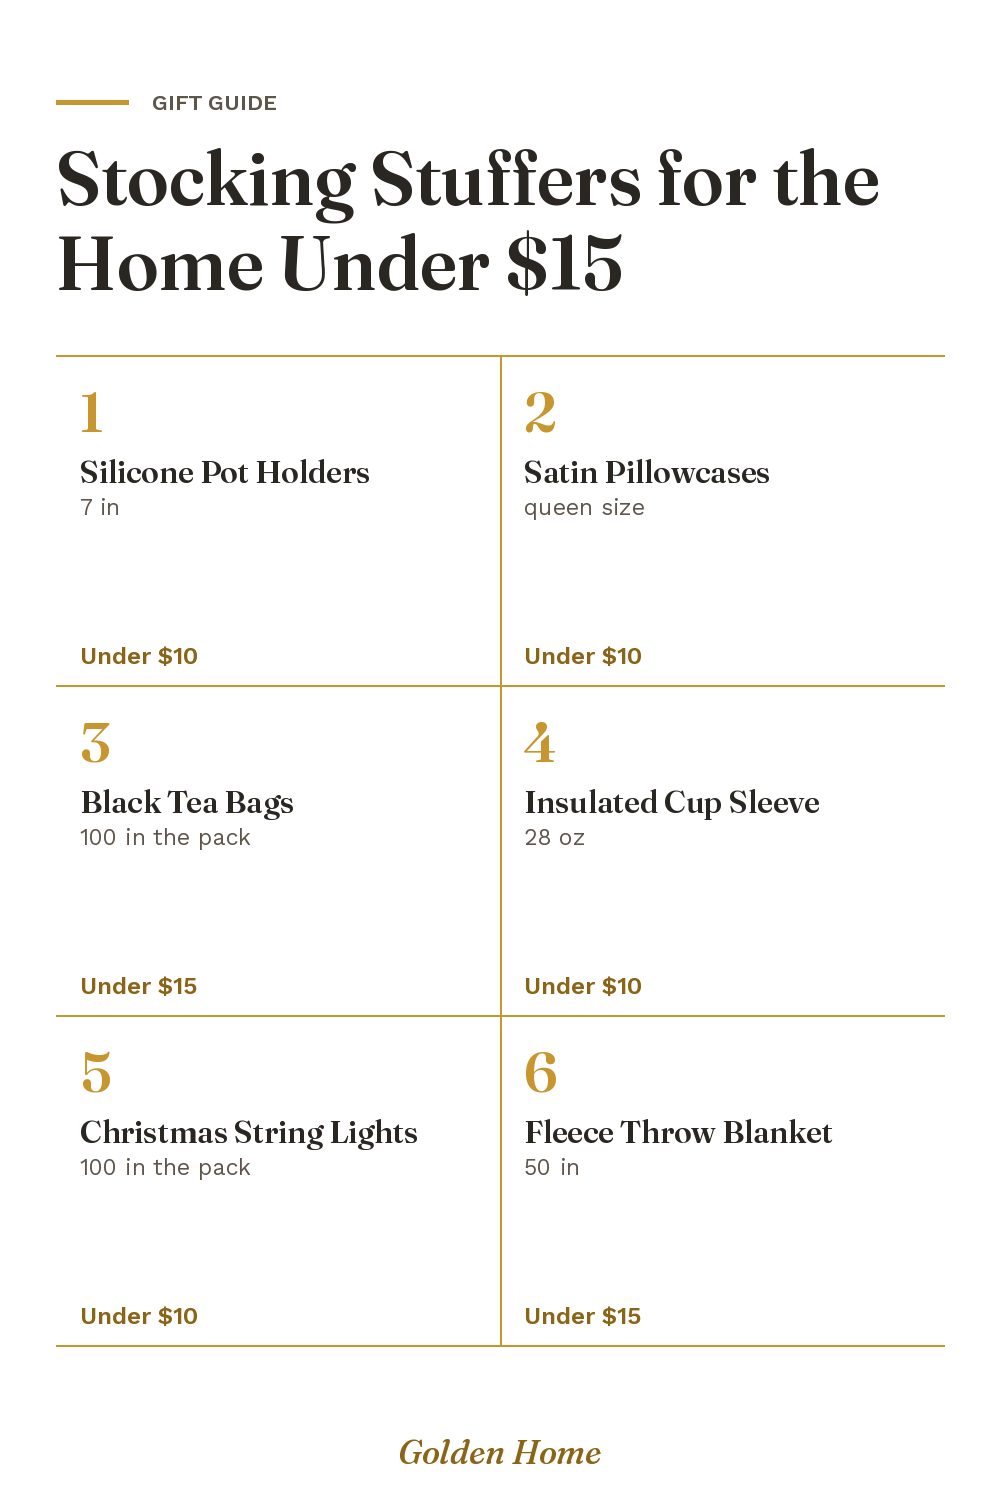 GIFT GUIDE
Stocking Stuffers for the
Home Under $15
1
Silicone Pot Holders
7 in
Under $10
2
Satin Pillowcases
queen size
Under $10
3
Black Tea Bags
100 in the pack
Under $15
4
Insulated Cup Sleeve
28 oz
Under $10
5
Christmas String Lights
100 in the pack
Under $10
6
Fleece Throw Blanket
50 in
Under $15
Golden Home